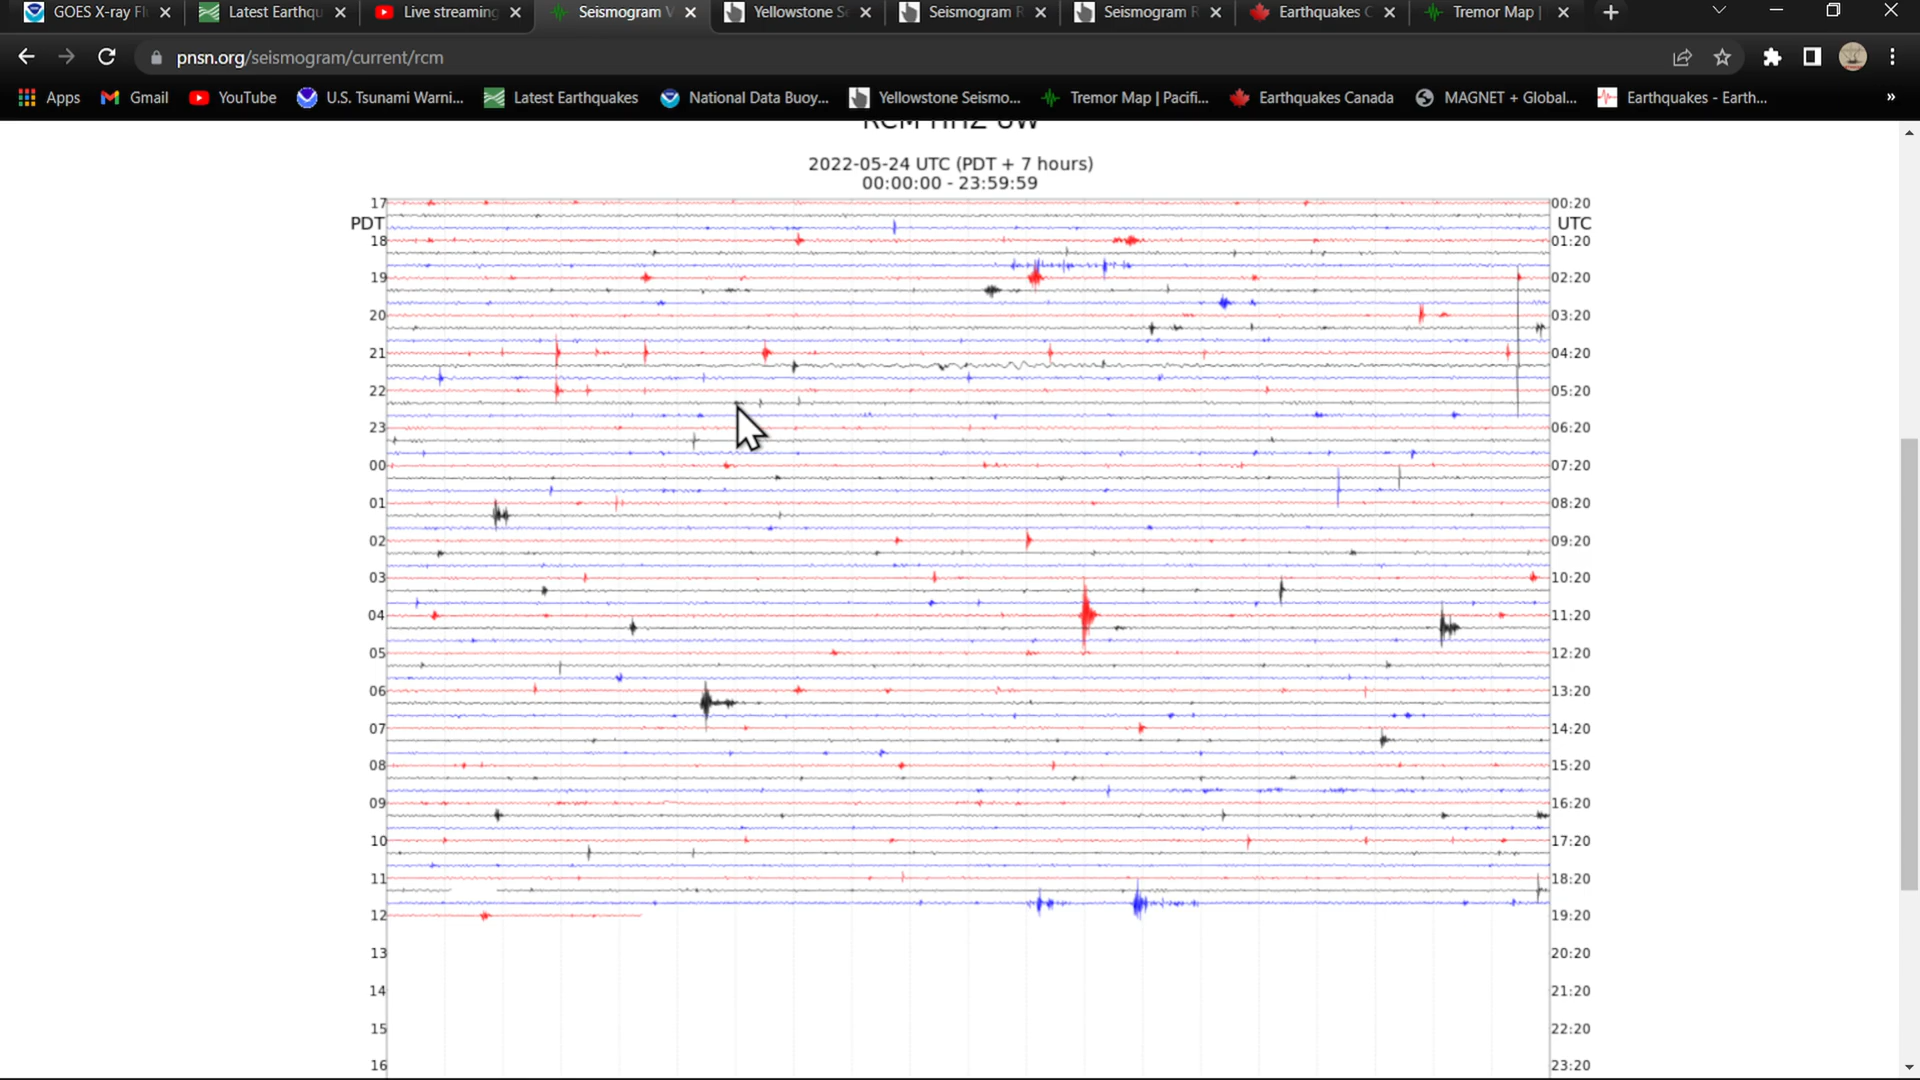 GOES X-ray Fl
Latest Earthqu
Live streaming
Seismogram V
Yellowstone Se
Seismogram R
Seismogram R
Earthquakes C
Tremor Map |
pnsn.org/seismogram/current/rcm
Apps
Gmail
YouTube
U.S. Tsunami Warni...
Latest Earthquakes
National Data Buoy...
Yellowstone Seismo...
Tremor Map | Pacifi...
Earthquakes Canada
MAGNET + Global...
Earthquakes - Earth...
»
RCM HHZ UW
2022-05-24 UTC (PDT + 7 hours)
00:00:00 - 23:59:59
17 00:20
PDT UTC
18 01:20
19 02:20
20 03:20
21 04:20
22 05:20
23 06:20
00 07:20
01 08:20
02 09:20
03 10:20
04 11:20
05 12:20
06 13:20
07 14:20
08 15:20
09 16:20
10 17:20
11 18:20
12 19:20
13 20:20
14 21:20
15 22:20
16 23:20